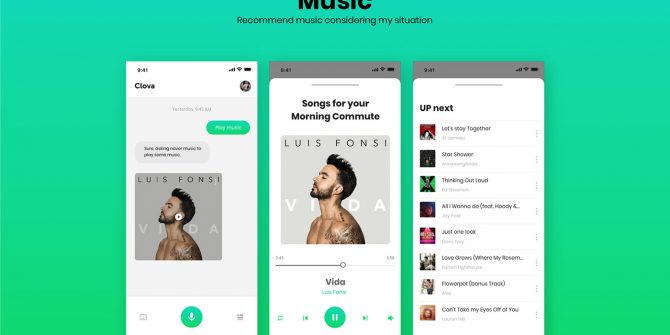 Music
Recommend music considering my situation
9:41
Clova
Yesterday, 9:45 AM
Play music
Sure, asking naver music to
play some music.
LUIS FONSI
VIDA
9:41
Songs for your
Morning Commute
LUIS FONSI
VIDA
2:45
3:56
Vida
Luis Fonsi
9:41
UP next
Let's stay Together
Al Jarreau
Star Shower
Thinking Out Loud
Ed Sheeran
All I Wanna do (feat. Hoody &...
Jay Park
Just one look
Doris Troy
Love Grows (Where My Rosem...
Edison Lighthouse
Flowerpot (bonus Track)
Can't take my Eyes Off of You
Lauryn Hill